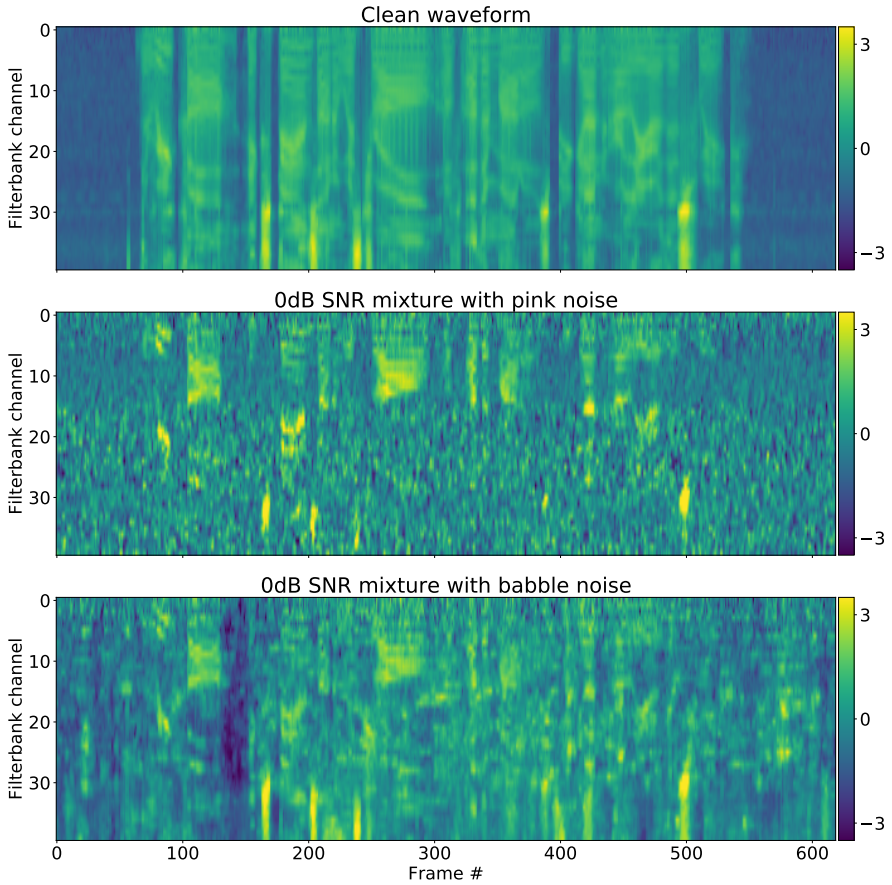 Clean waveform
Filterbank channel
0
10
20
30
3
0
−3
0dB SNR mixture with pink noise
Filterbank channel
0
10
20
30
3
0
−3
0dB SNR mixture with babble noise
Filterbank channel
0
10
20
30
3
0
−3
0 100 200 300 400 500 600
Frame #